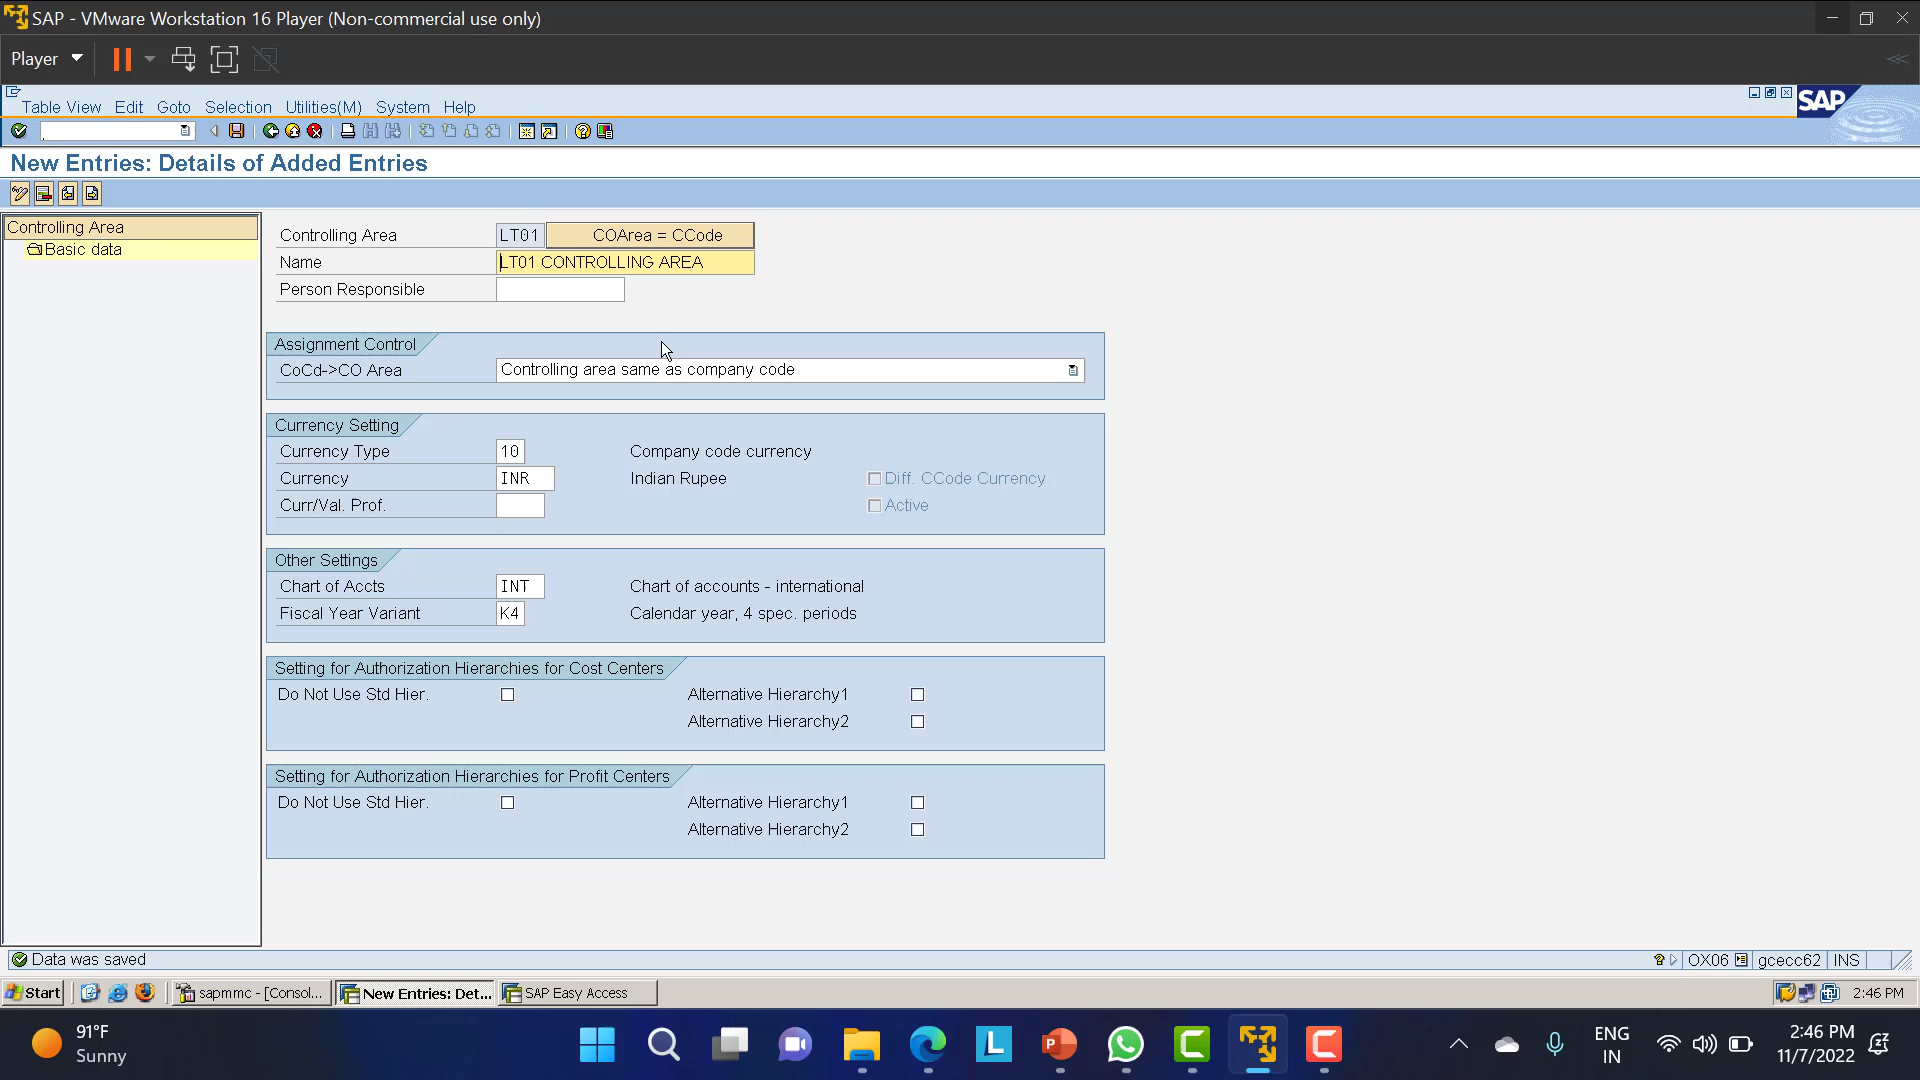 SAP - VMware Workstation 16 Player (Non-commercial use only)
Player
Table View Edit Goto Selection Utilities(M) System Help
SAP
New Entries: Details of Added Entries
Controlling Area
Basic data
Controlling Area LT01 COArea = CCode
Name LT01 CONTROLLING AREA
Person Responsible
Assignment Control
CoCd->CO Area Controlling area same as company code
Currency Setting
Currency Type 10 Company code currency
Currency INR Indian Rupee Diff. CCode Currency
Curr/Val. Prof. Active
Other Settings
Chart of Accts INT Chart of accounts - international
Fiscal Year Variant K4 Calendar year, 4 spec. periods
Setting for Authorization Hierarchies for Cost Centers
Do Not Use Std Hier. Alternative Hierarchy1
Alternative Hierarchy2
Setting for Authorization Hierarchies for Profit Centers
Do Not Use Std Hier. Alternative Hierarchy1
Alternative Hierarchy2
Data was saved OX06 gcecc62 INS
Start sapmmc - [Consol... New Entries: Det... SAP Easy Access 2:46 PM
91°F
Sunny
ENG
IN
2:46 PM
11/7/2022